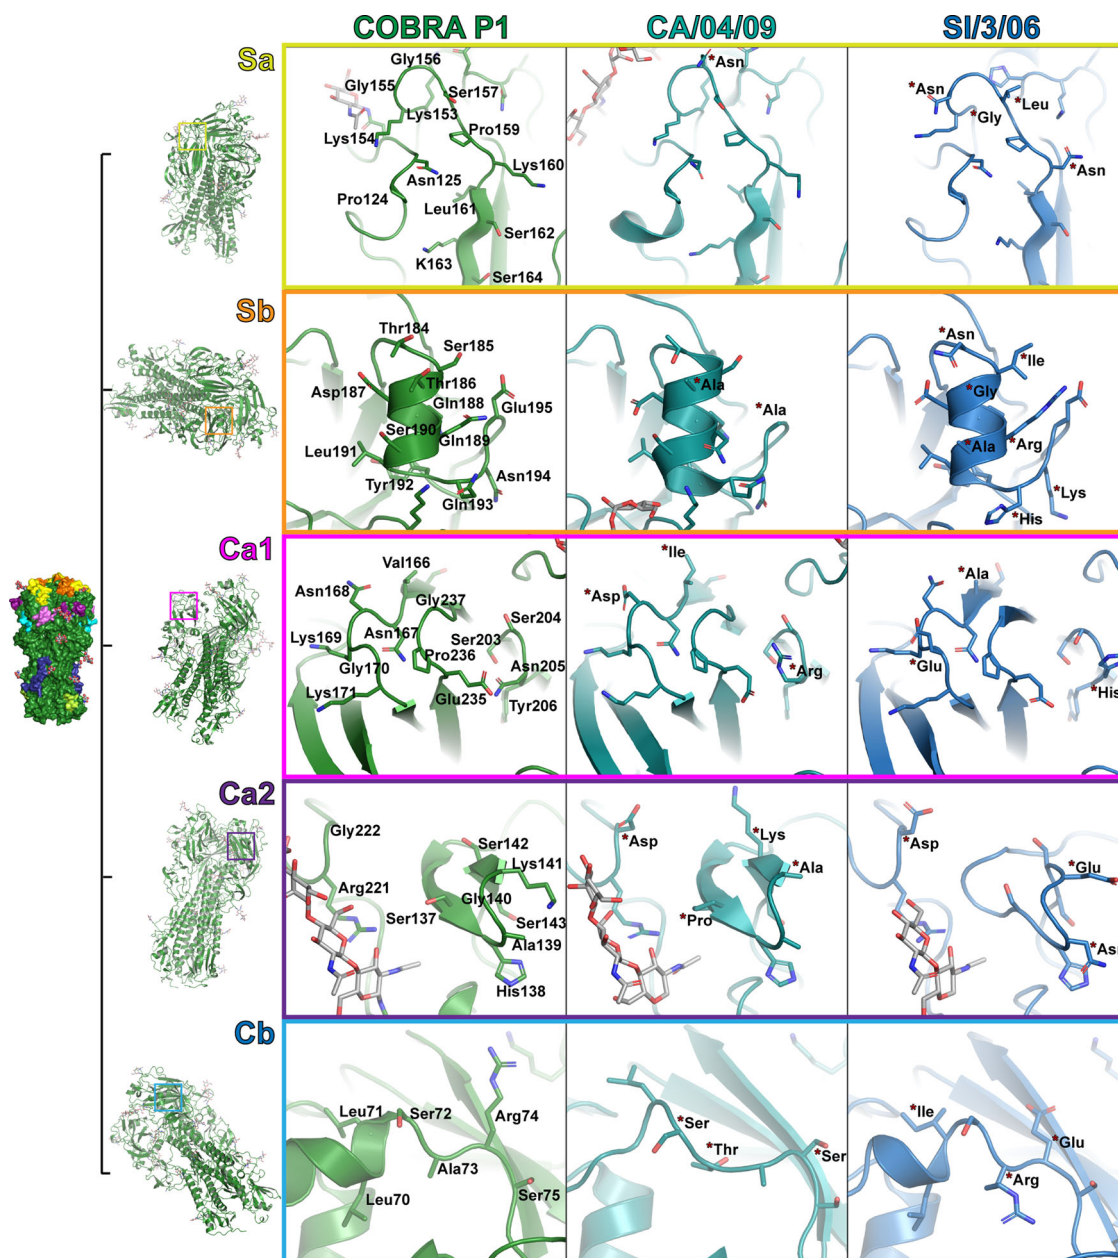 COBRA P1
CA/04/09
SI/3/06
Sa
Gly156
Gly155
Ser157
Lys153
Lys154
Pro159
Lys160
Asn125
Pro124
Leu161
Ser162
K163
Ser164
*Asn
*Asn
*Leu
*Gly
*Asn
Sb
Thr184
Ser185
Asp187
Thr186
Gln188
Glu195
Ser190
Gln189
Leu191
Tyr192
Asn194
Gln193
*Ala
*Ala
*Asn
*Ile
*Gly
*Ala
*Arg
*Lys
*His
Ca1
Val166
Asn168
Gly237
Ser204
Lys169
Asn167
Ser203
Pro236
Gly170
Asn205
Lys171
Glu235
Tyr206
*Ile
*Asp
*Arg
*Ala
*Glu
*His
Ca2
Gly222
Ser142
Lys141
Arg221
Gly140
Ser137
Ser143
Ala139
His138
*Asp
*Lys
*Ala
*Pro
*Asp
*Glu
Cb
Leu71
Ser72
Arg74
Ala73
Leu70
Ser75
*Ser
*Thr
*Ser
*Ile
*Glu
*Arg